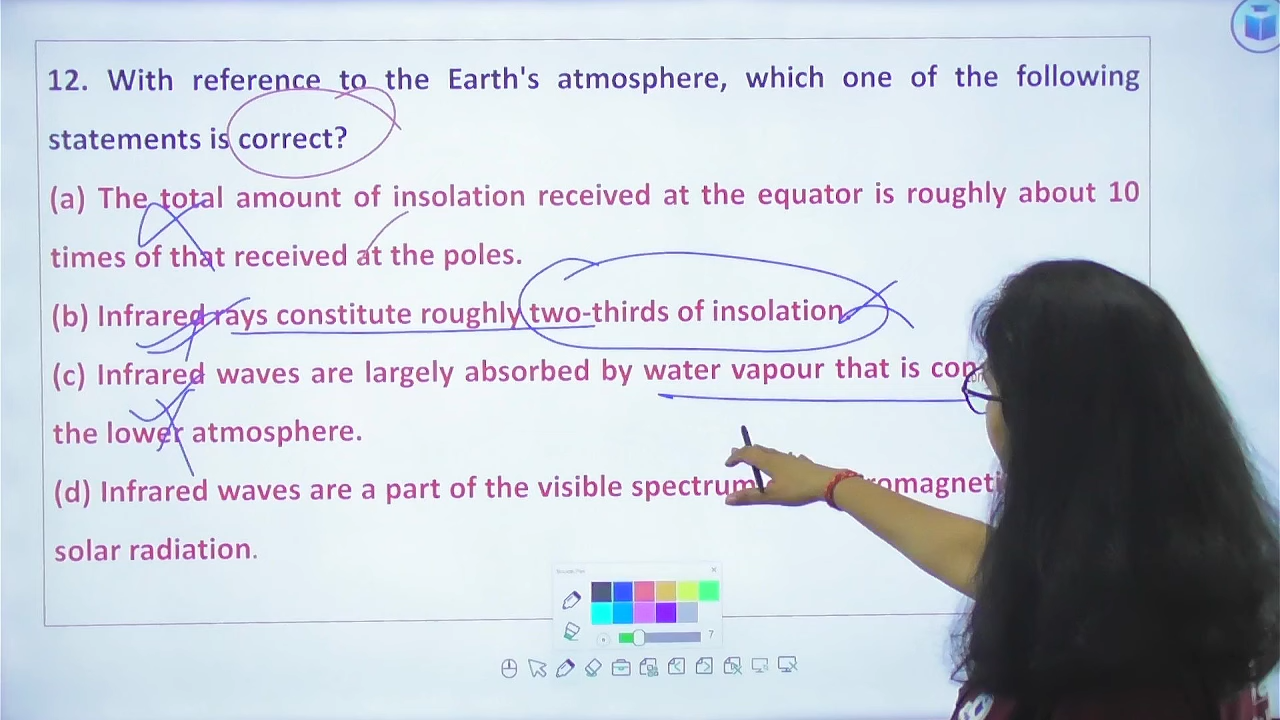 12. With reference to the Earth's atmosphere, which one of the following
statements is correct?
(a) The total amount of insolation received at the equator is roughly about 10
times of that received at the poles.
(b) Infrared rays constitute roughly two-thirds of insolation
(c) Infrared waves are largely absorbed by water vapour that is
the lower atmosphere.
(d) Infrared waves are a part of the visible spectrum
solar radiation.
7